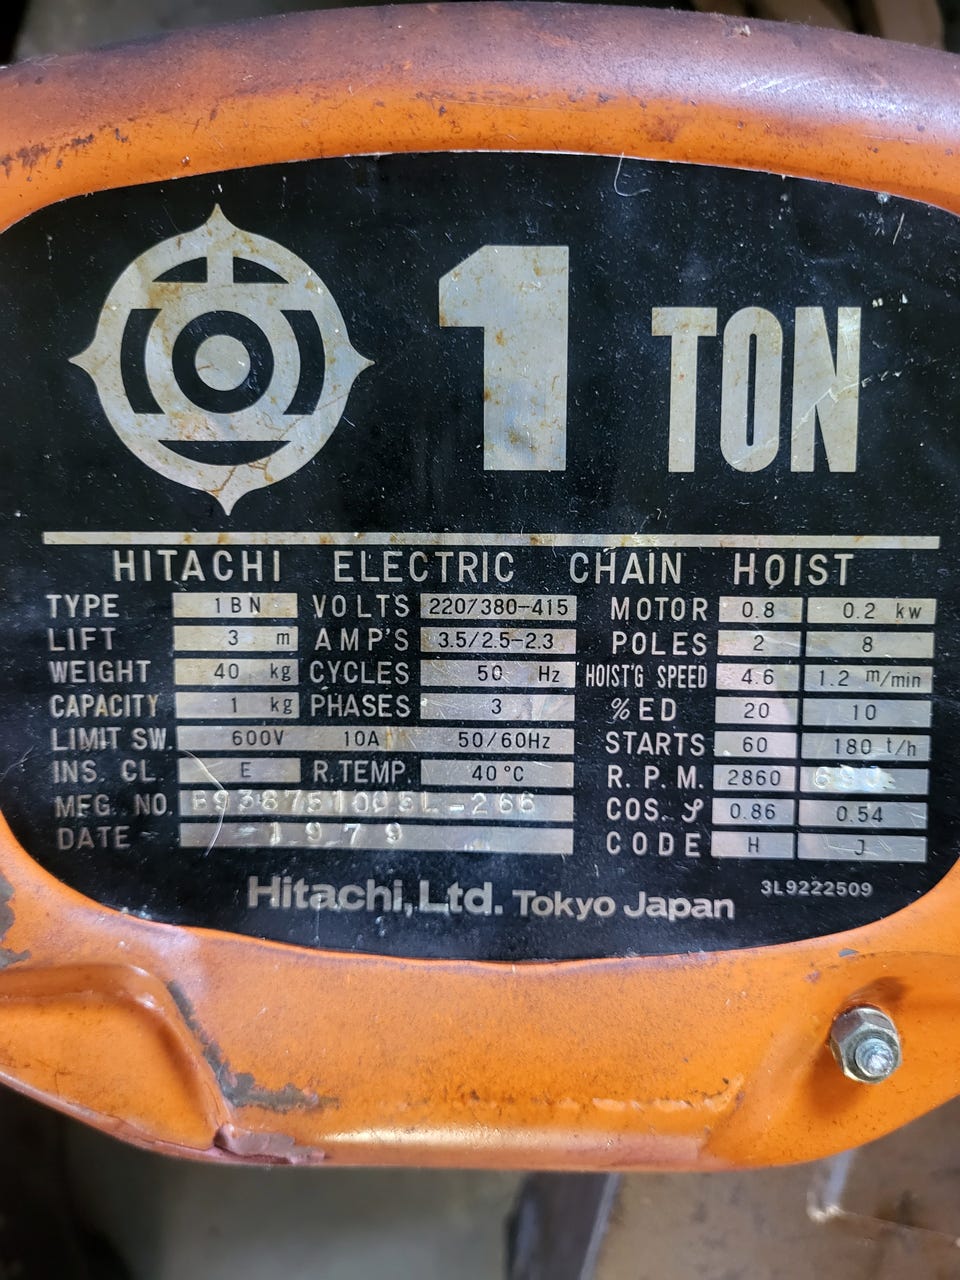 1 TON
HITACHI ELECTRIC CHAIN HOIST
TYPE 1BN VOLTS 220/380-415 MOTOR 0.8 0.2 kw
LIFT 3 m AMP'S 3.5/2.5-2.3 POLES 2 8
WEIGHT 40 kg CYCLES 50 Hz HOIST'G SPEED 4.6 1.2 m/min
CAPACITY 1 kg PHASES 3 %ED 20 10
LIMIT SW. 600V 10A 50/60Hz STARTS 60 180 t/h
INS. CL. E R.TEMP. 40°C R.P.M. 2860
MFG. NO. COS. φ 0.86 0.54
DATE 1979 CODE H J
Hitachi, Ltd. Tokyo Japan 3L9222509